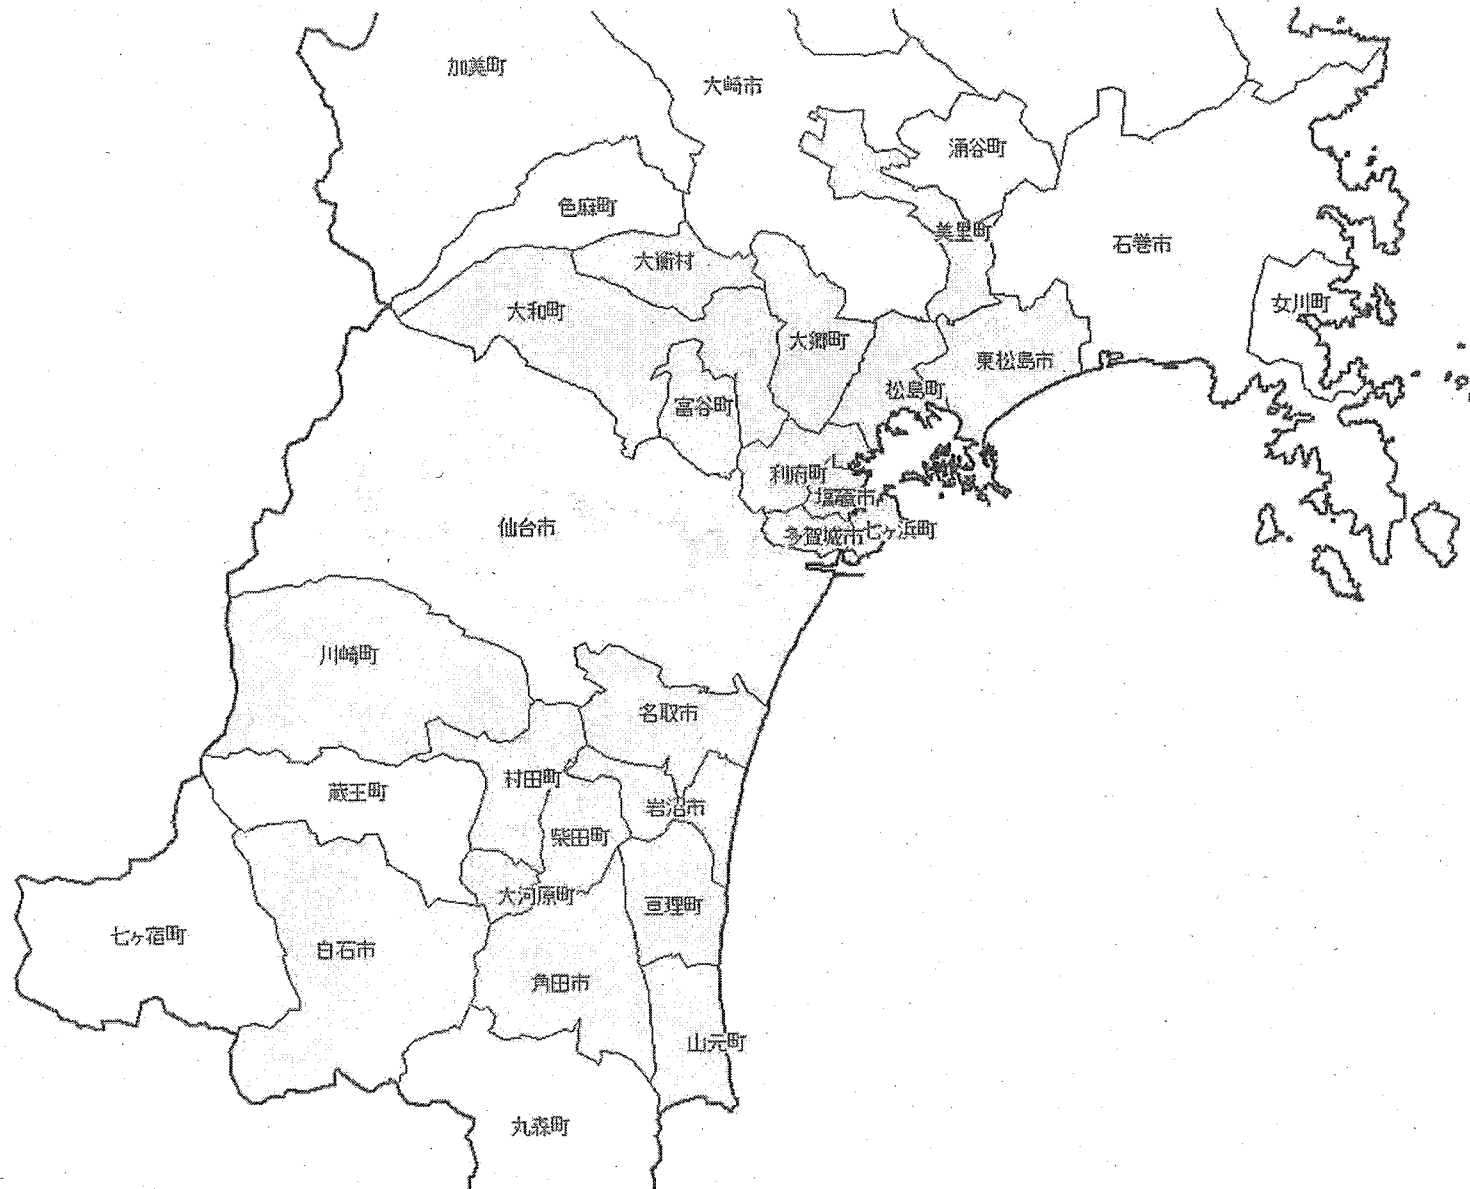 加美町
大崎市
涌谷町
色麻町
美里町
石巻市
大衡村
女川町
大和町
大郷町
東松島市
松島町
富谷町
利府町
塩竈市
仙台市
多賀城市
七ヶ浜町
川崎町
名取市
村田町
蔵王町
岩沼市
柴田町
大河原町
亘理町
七ヶ宿町
白石市
角田市
山元町
丸森町